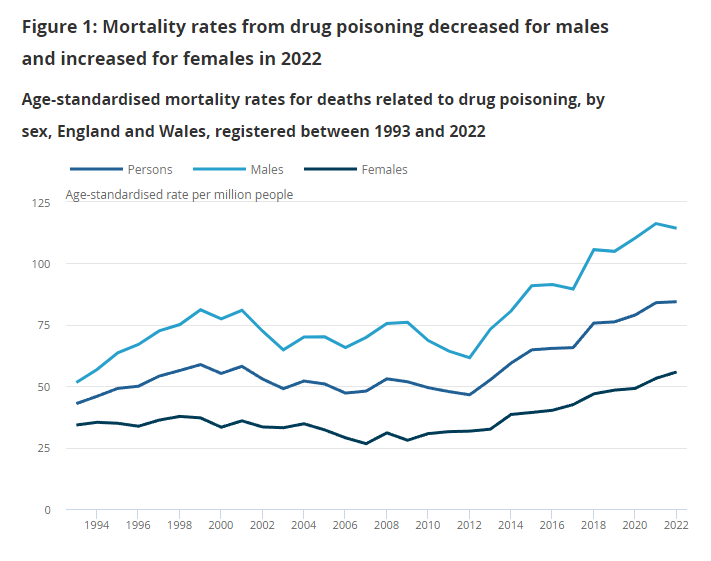 Figure 1: Mortality rates from drug poisoning decreased for males
and increased for females in 2022
Age-standardised mortality rates for deaths related to drug poisoning, by
sex, England and Wales, registered between 1993 and 2022
Persons Males Females
Age-standardised rate per million people
125
100
75
50
25
0
1994 1996 1998 2000 2002 2004 2006 2008 2010 2012 2014 2016 2018 2020 2022